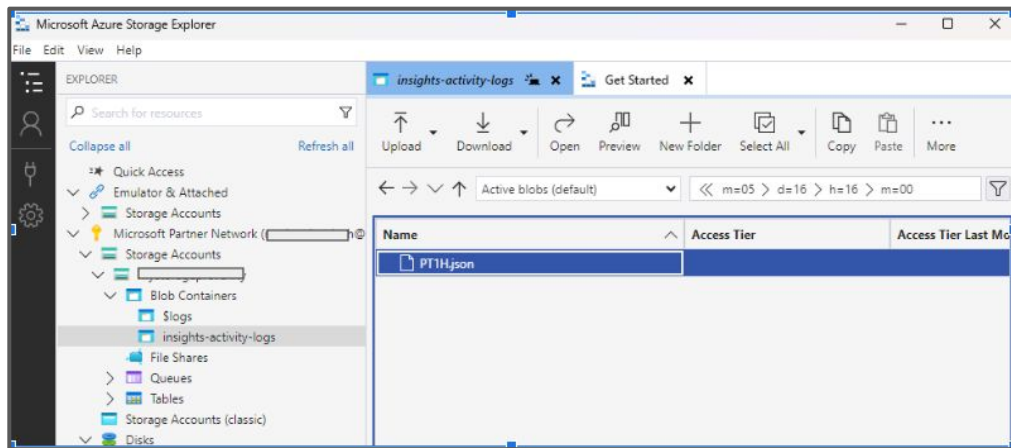 Microsoft Azure Storage Explorer
File Edit View Help
EXPLORER
Search for resources
Collapse all Refresh all
Quick Access
Emulator & Attached
Storage Accounts
Microsoft Partner Network (h@
Storage Accounts
Blob Containers
$logs
insights-activity-logs
File Shares
Queues
Tables
Storage Accounts (classic)
Disks
insights-activity-logs Get Started
Upload Download Open Preview New Folder Select All Copy Paste More
Active blobs (default) m=05 d=16 h=16 m=00
Name Access Tier Access Tier Last Mo
PT1H.json